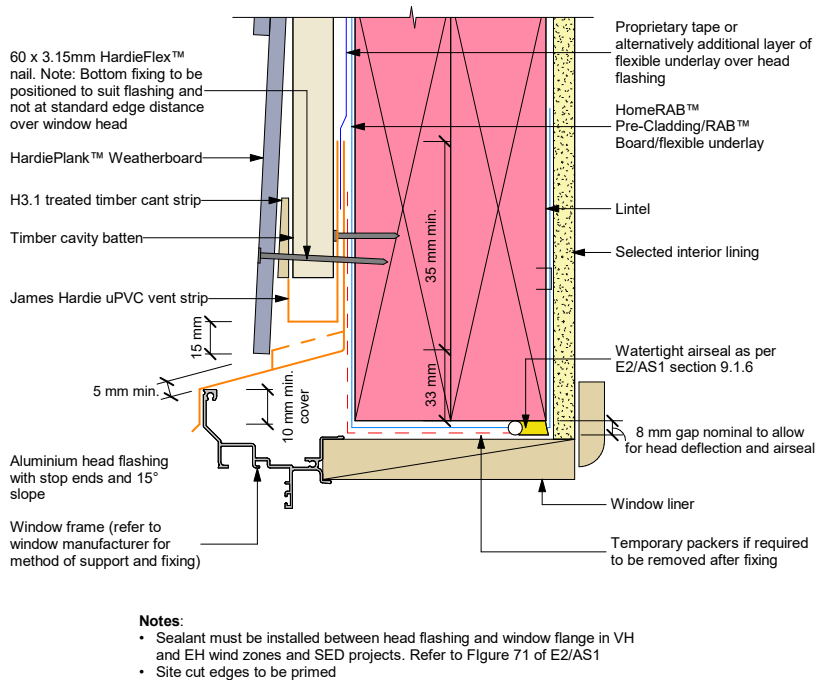 60 x 3.15mm HardieFlex™
nail. Note: Bottom fixing to be
positioned to suit flashing and
not at standard edge distance
over window head
HardiePlank™ Weatherboard
H3.1 treated timber cant strip
Timber cavity batten
James Hardie uPVC vent strip
15 mm
5 mm min.
10 mm min.
cover
35 mm min.
33 mm
Aluminium head flashing
with stop ends and 15°
slope
Window frame (refer to
window manufacturer for
method of support and fixing)
Proprietary tape or
alternatively additional layer of
flexible underlay over head
flashing
HomeRAB™
Pre-Cladding/RAB™
Board/flexible underlay
Lintel
Selected interior lining
Watertight airseal as per
E2/AS1 section 9.1.6
8 mm gap nominal to allow
for head deflection and airseal
Window liner
Temporary packers if required
to be removed after fixing
Notes:
• Sealant must be installed between head flashing and window flange in VH
and EH wind zones and SED projects. Refer to FIgure 71 of E2/AS1
• Site cut edges to be primed